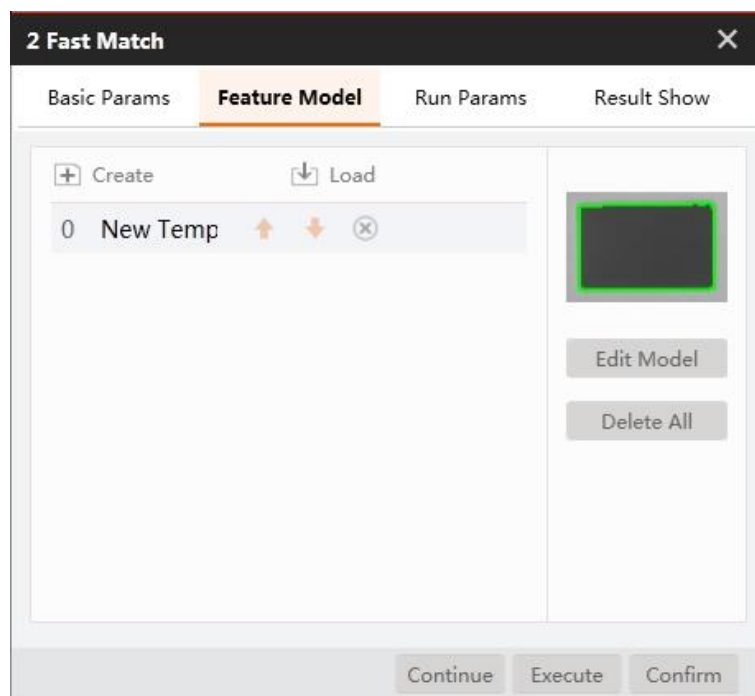 2 Fast Match
Basic Params Feature Model Run Params Result Show
Create Load
0 New Temp
Edit Model
Delete All
Continue Execute Confirm